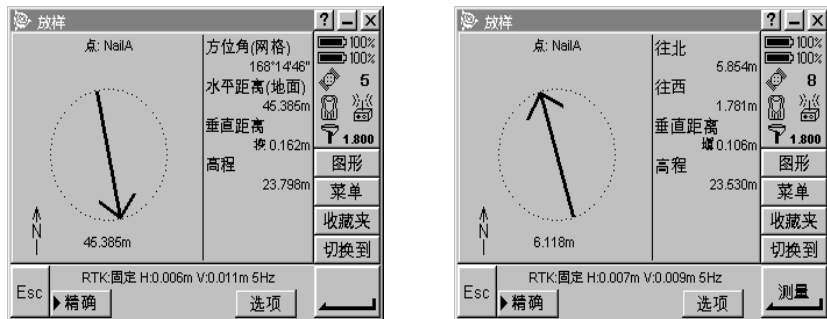 放样
?
点: NailA
方位角(网格)
168°14'46"
水平距离(地面)
45.385m
垂直距离
挖 0.162m
高程
23.798m
N
45.385m
100%
100%
5
1.800
图形
菜单
收藏夹
切换到
RTK:固定 H:0.006m V:0.011m 5Hz
Esc
精确
选项
放样
?
点: NailA
往北
5.854m
往西
1.781m
垂直距离
填 0.106m
高程
23.530m
N
6.118m
100%
100%
8
1.800
图形
菜单
收藏夹
切换到
RTK:固定 H:0.007m V:0.009m 5Hz
Esc
精确
选项
测量